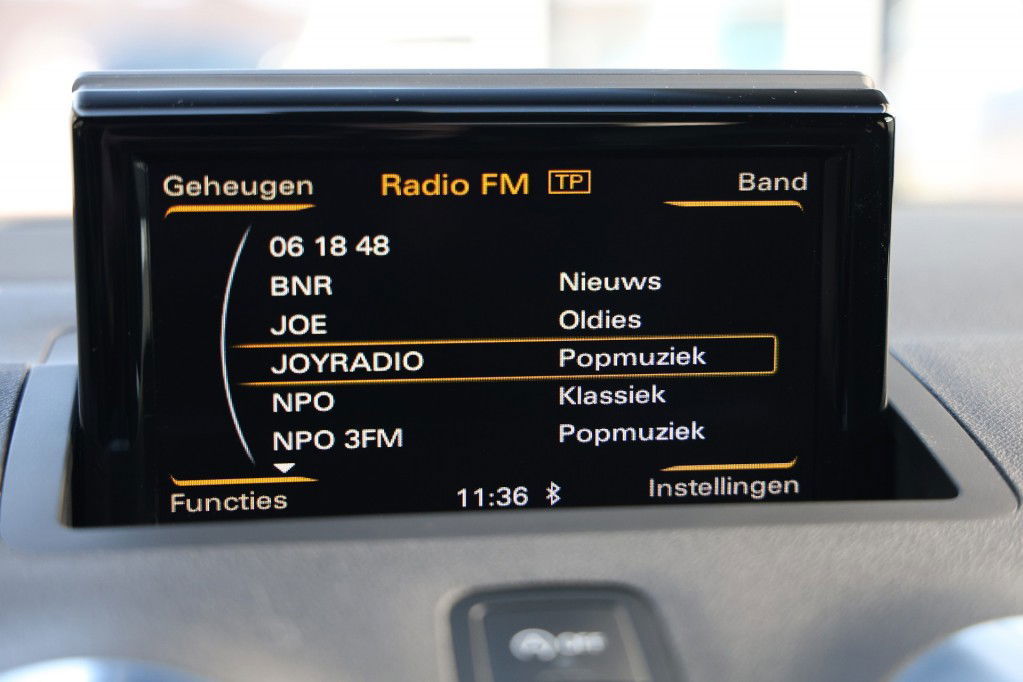 Geheugen Radio FM TP Band
06 18 48
BNR Nieuws
JOE Oldies
JOYRADIO Popmuziek
NPO Klassiek
NPO 3FM Popmuziek
Functies 11:36 Instellingen
OFF